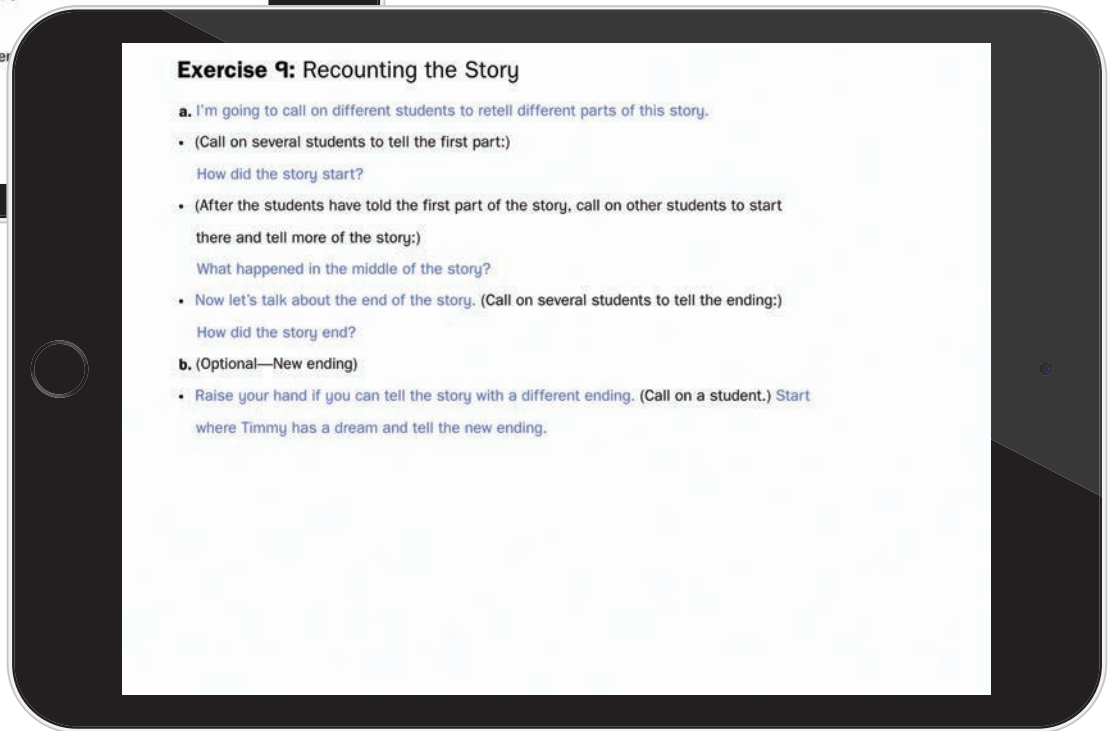 Exercise 9: Recounting the Story
a. I'm going to call on different students to retell different parts of this story.
• (Call on several students to tell the first part:)
How did the story start?
• (After the students have told the first part of the story, call on other students to start
there and tell more of the story:)
What happened in the middle of the story?
• Now let's talk about the end of the story. (Call on several students to tell the ending:)
How did the story end?
b. (Optional—New ending)
• Raise your hand if you can tell the story with a different ending. (Call on a student.) Start
where Timmy has a dream and tell the new ending.